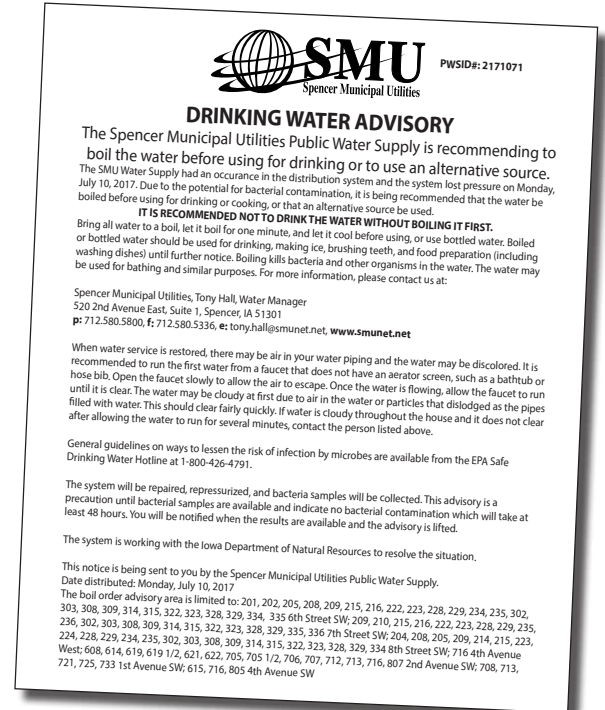 SMU
Spencer Municipal Utilities
PWSID#: 2171071
DRINKING WATER ADVISORY
The Spencer Municipal Utilities Public Water Supply is recommending to
boil the water before using for drinking or to use an alternative source.
The SMU Water Supply had an occurance in the distribution system and the system lost pressure on Monday,
July 10, 2017. Due to the potential for bacterial contamination, it is being recommended that the water be
boiled before using for drinking or cooking, or that an alternative source be used.
IT IS RECOMMENDED NOT TO DRINK THE WATER WITHOUT BOILING IT FIRST.
Bring all water to a boil, let it boil for one minute, and let it cool before using, or use bottled water. Boiled
or bottled water should be used for drinking, making ice, brushing teeth, and food preparation (including
washing dishes) until further notice. Boiling kills bacteria and other organisms in the water. The water may
be used for bathing and similar purposes. For more information, please contact us at:
Spencer Municipal Utilities, Tony Hall, Water Manager
520 2nd Avenue East, Suite 1, Spencer, IA 51301
p: 712.580.5800, f: 712.580.5336, e: tony.hall@smunet.net, www.smunet.net
When water service is restored, there may be air in your water piping and the water may be discolored. It is
recommended to run the first water from a faucet that does not have an aerator screen, such as a bathtub or
hose bib. Open the faucet slowly to allow the air to escape. Once the water is flowing, allow the faucet to run
until it is clear. The water may be cloudy at first due to air in the water or particles that dislodged as the pipes
filled with water. This should clear fairly quickly. If water is cloudy throughout the house and it does not clear
after allowing the water to run for several minutes, contact the person listed above.
General guidelines on ways to lessen the risk of infection by microbes are available from the EPA Safe
Drinking Water Hotline at 1-800-426-4791.
The system will be repaired, repressurized, and bacteria samples will be collected. This advisory is a
precaution until bacterial samples are available and indicate no bacterial contamination which will take at
least 48 hours. You will be notified when the results are available and the advisory is lifted.
The system is working with the Iowa Department of Natural Resources to resolve the situation.
This notice is being sent to you by the Spencer Municipal Utilities Public Water Supply.
Date distributed: Monday, July 10, 2017
The boil order advisory area is limited to: 201, 202, 205, 208, 209, 215, 216, 222, 223, 228, 229, 234, 235, 302,
303, 308, 309, 314, 315, 322, 323, 328, 329, 334, 335 6th Street SW; 209, 210, 215, 216, 222, 223, 228, 229, 235,
236, 302, 303, 308, 309, 314, 315, 322, 323, 328, 329, 335, 336 7th Street SW; 204, 208, 205, 209, 214, 215, 223,
224, 228, 229, 234, 235, 302, 303, 308, 309, 314, 315, 322, 323, 328, 329, 334 8th Street SW; 716 4th Avenue
West; 608, 614, 619, 619 1/2, 621, 622, 705, 705 1/2, 706, 707, 712, 713, 716, 807 2nd Avenue SW; 708, 713,
721, 725, 733 1st Avenue SW; 615, 716, 805 4th Avenue SW